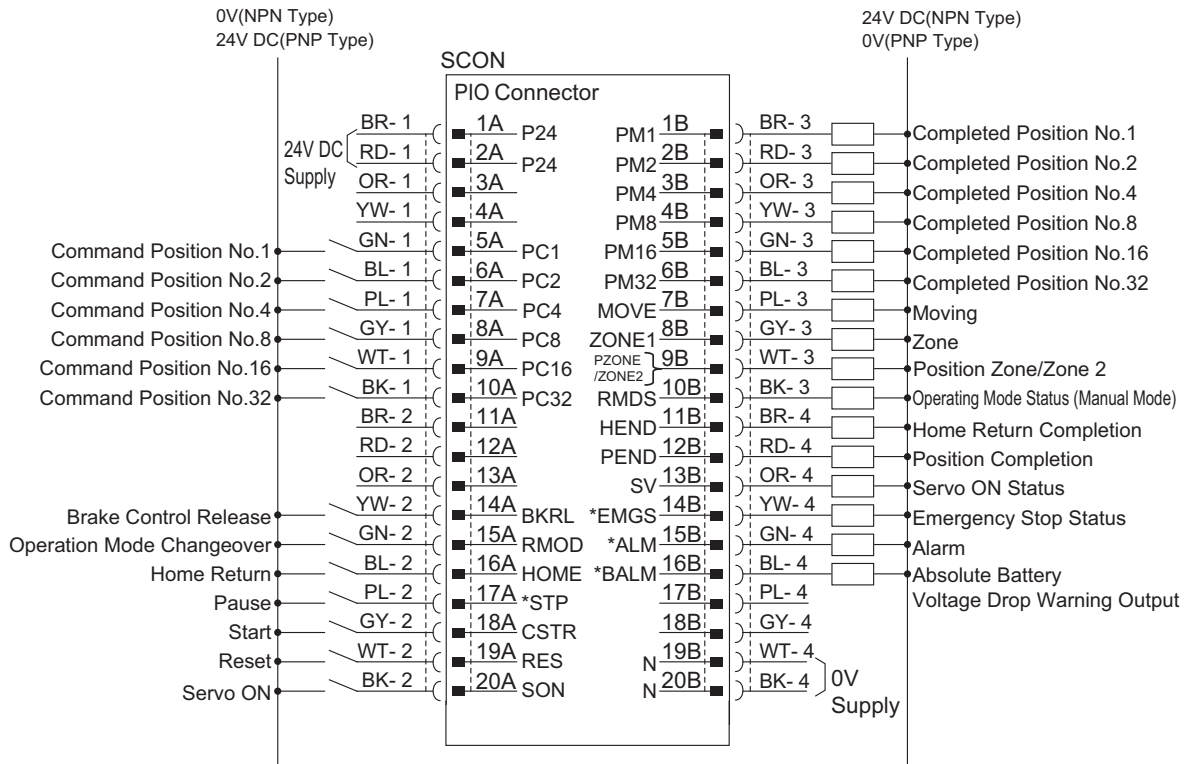 0V(NPN Type)
24V DC(PNP Type)
24V DC(NPN Type)
0V(PNP Type)
SCON
PIO Connector
BR- 1 1A P24 PM1 1B BR- 3 Completed Position No.1
24V DC Supply
RD- 1 2A P24 PM2 2B RD- 3 Completed Position No.2
OR- 1 3A PM4 3B OR- 3 Completed Position No.4
YW- 1 4A PM8 4B YW- 3 Completed Position No.8
Command Position No.1 GN- 1 5A PC1 PM16 5B GN- 3 Completed Position No.16
Command Position No.2 BL- 1 6A PC2 PM32 6B BL- 3 Completed Position No.32
Command Position No.4 PL- 1 7A PC4 MOVE 7B PL- 3 Moving
Command Position No.8 GY- 1 8A PC8 ZONE1 8B GY- 3 Zone
Command Position No.16 WT- 1 9A PC16 PZONE /ZONE2 9B WT- 3 Position Zone/Zone 2
Command Position No.32 BK- 1 10A PC32 RMDS 10B BK- 3 Operating Mode Status (Manual Mode)
BR- 2 11A HEND 11B BR- 4 Home Return Completion
RD- 2 12A PEND 12B RD- 4 Position Completion
OR- 2 13A SV 13B OR- 4 Servo ON Status
Brake Control Release YW- 2 14A BKRL *EMGS 14B YW- 4 Emergency Stop Status
Operation Mode Changeover GN- 2 15A RMOD *ALM 15B GN- 4 Alarm
Home Return BL- 2 16A HOME *BALM 16B BL- 4 Absolute Battery
Voltage Drop Warning Output
Pause PL- 2 17A *STP 17B PL- 4
Start GY- 2 18A CSTR 18B GY- 4
Reset WT- 2 19A RES N 19B WT- 4
Servo ON BK- 2 20A SON N 20B BK- 4
0V
Supply